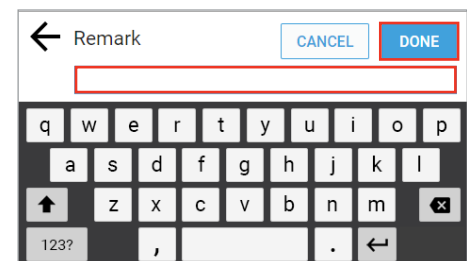 Remark CANCEL DONE
q w e r t y u i o p
a s d f g h j k l
z x c v b n m
123? , .